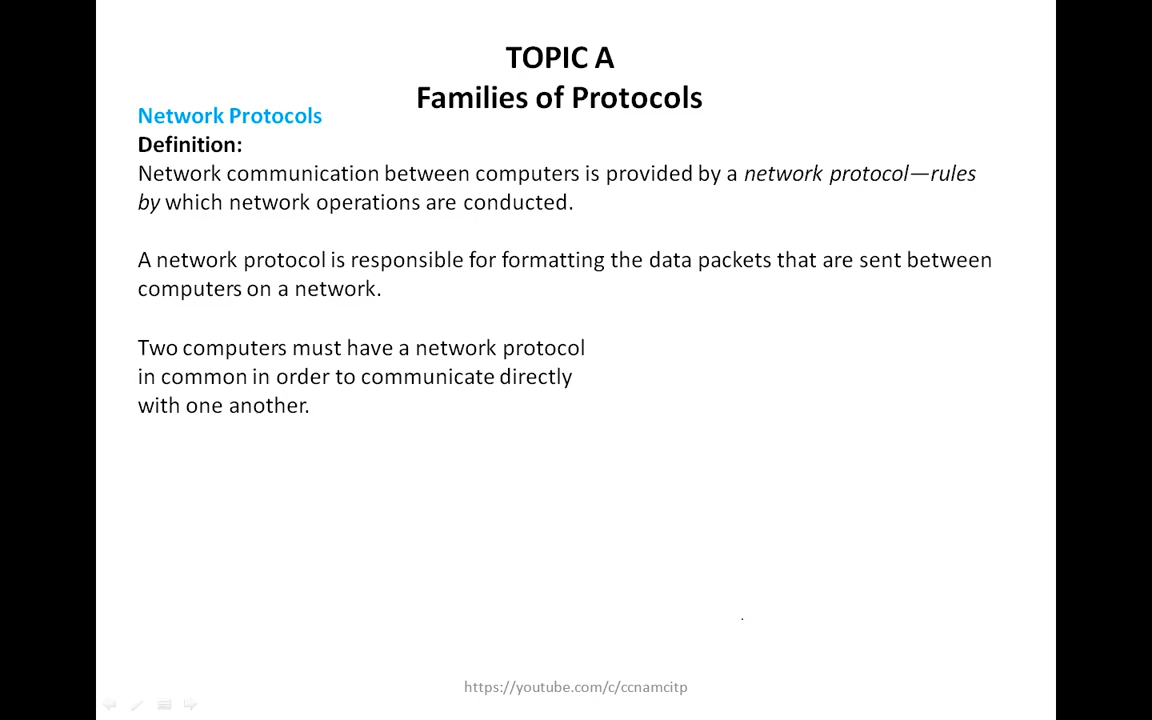 TOPIC A
Families of Protocols
Network Protocols
Definition:
Network communication between computers is provided by a network protocol—rules
by which network operations are conducted.
A network protocol is responsible for formatting the data packets that are sent between
computers on a network.
Two computers must have a network protocol
in common in order to communicate directly
with one another.
https://youtube.com/c/ccnamcitp